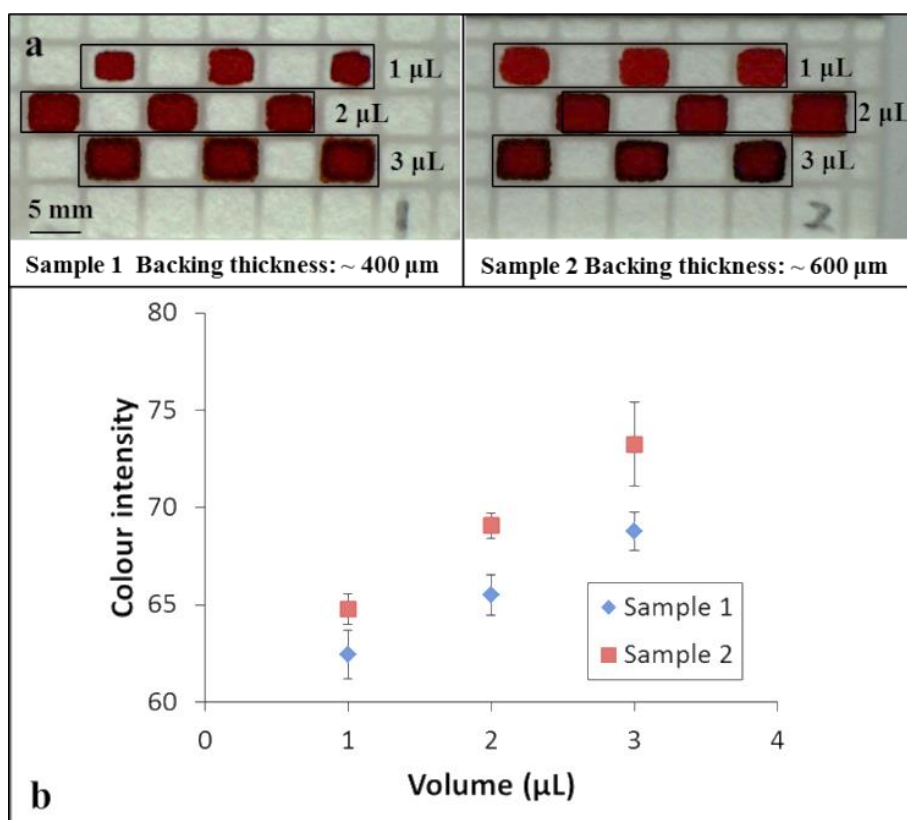 a
1 µL
2 µL
3 µL
5 mm
1
Sample 1 Backing thickness: ~ 400 µm
1 µL
2 µL
3 µL
2
Sample 2 Backing thickness: ~ 600 µm
80
75
70
65
60
Colour intensity
0 1 2 3 4
Volume (µL)
Sample 1
Sample 2
b